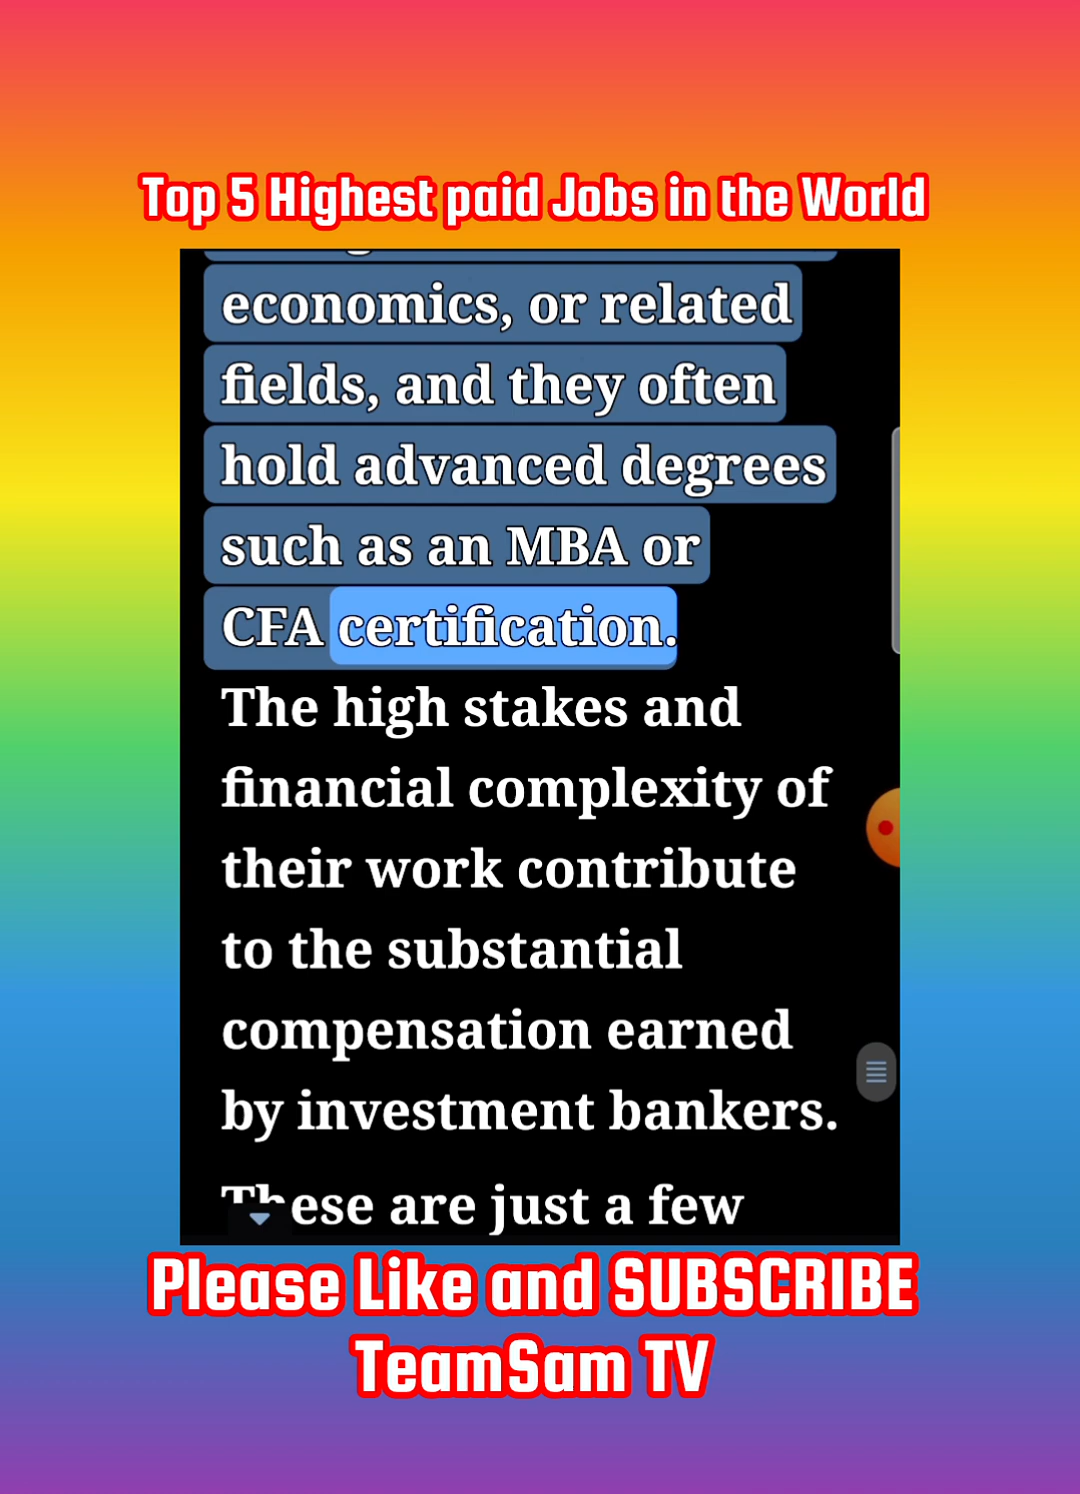 Top 5 Highest paid Jobs in the World
economics, or related
fields, and they often
hold advanced degrees
such as an MBA or
CFA certification.
The high stakes and
financial complexity of
their work contribute
to the substantial
compensation earned
by investment bankers.
These are just a few
Please Like and SUBSCRIBE
TeamSam TV